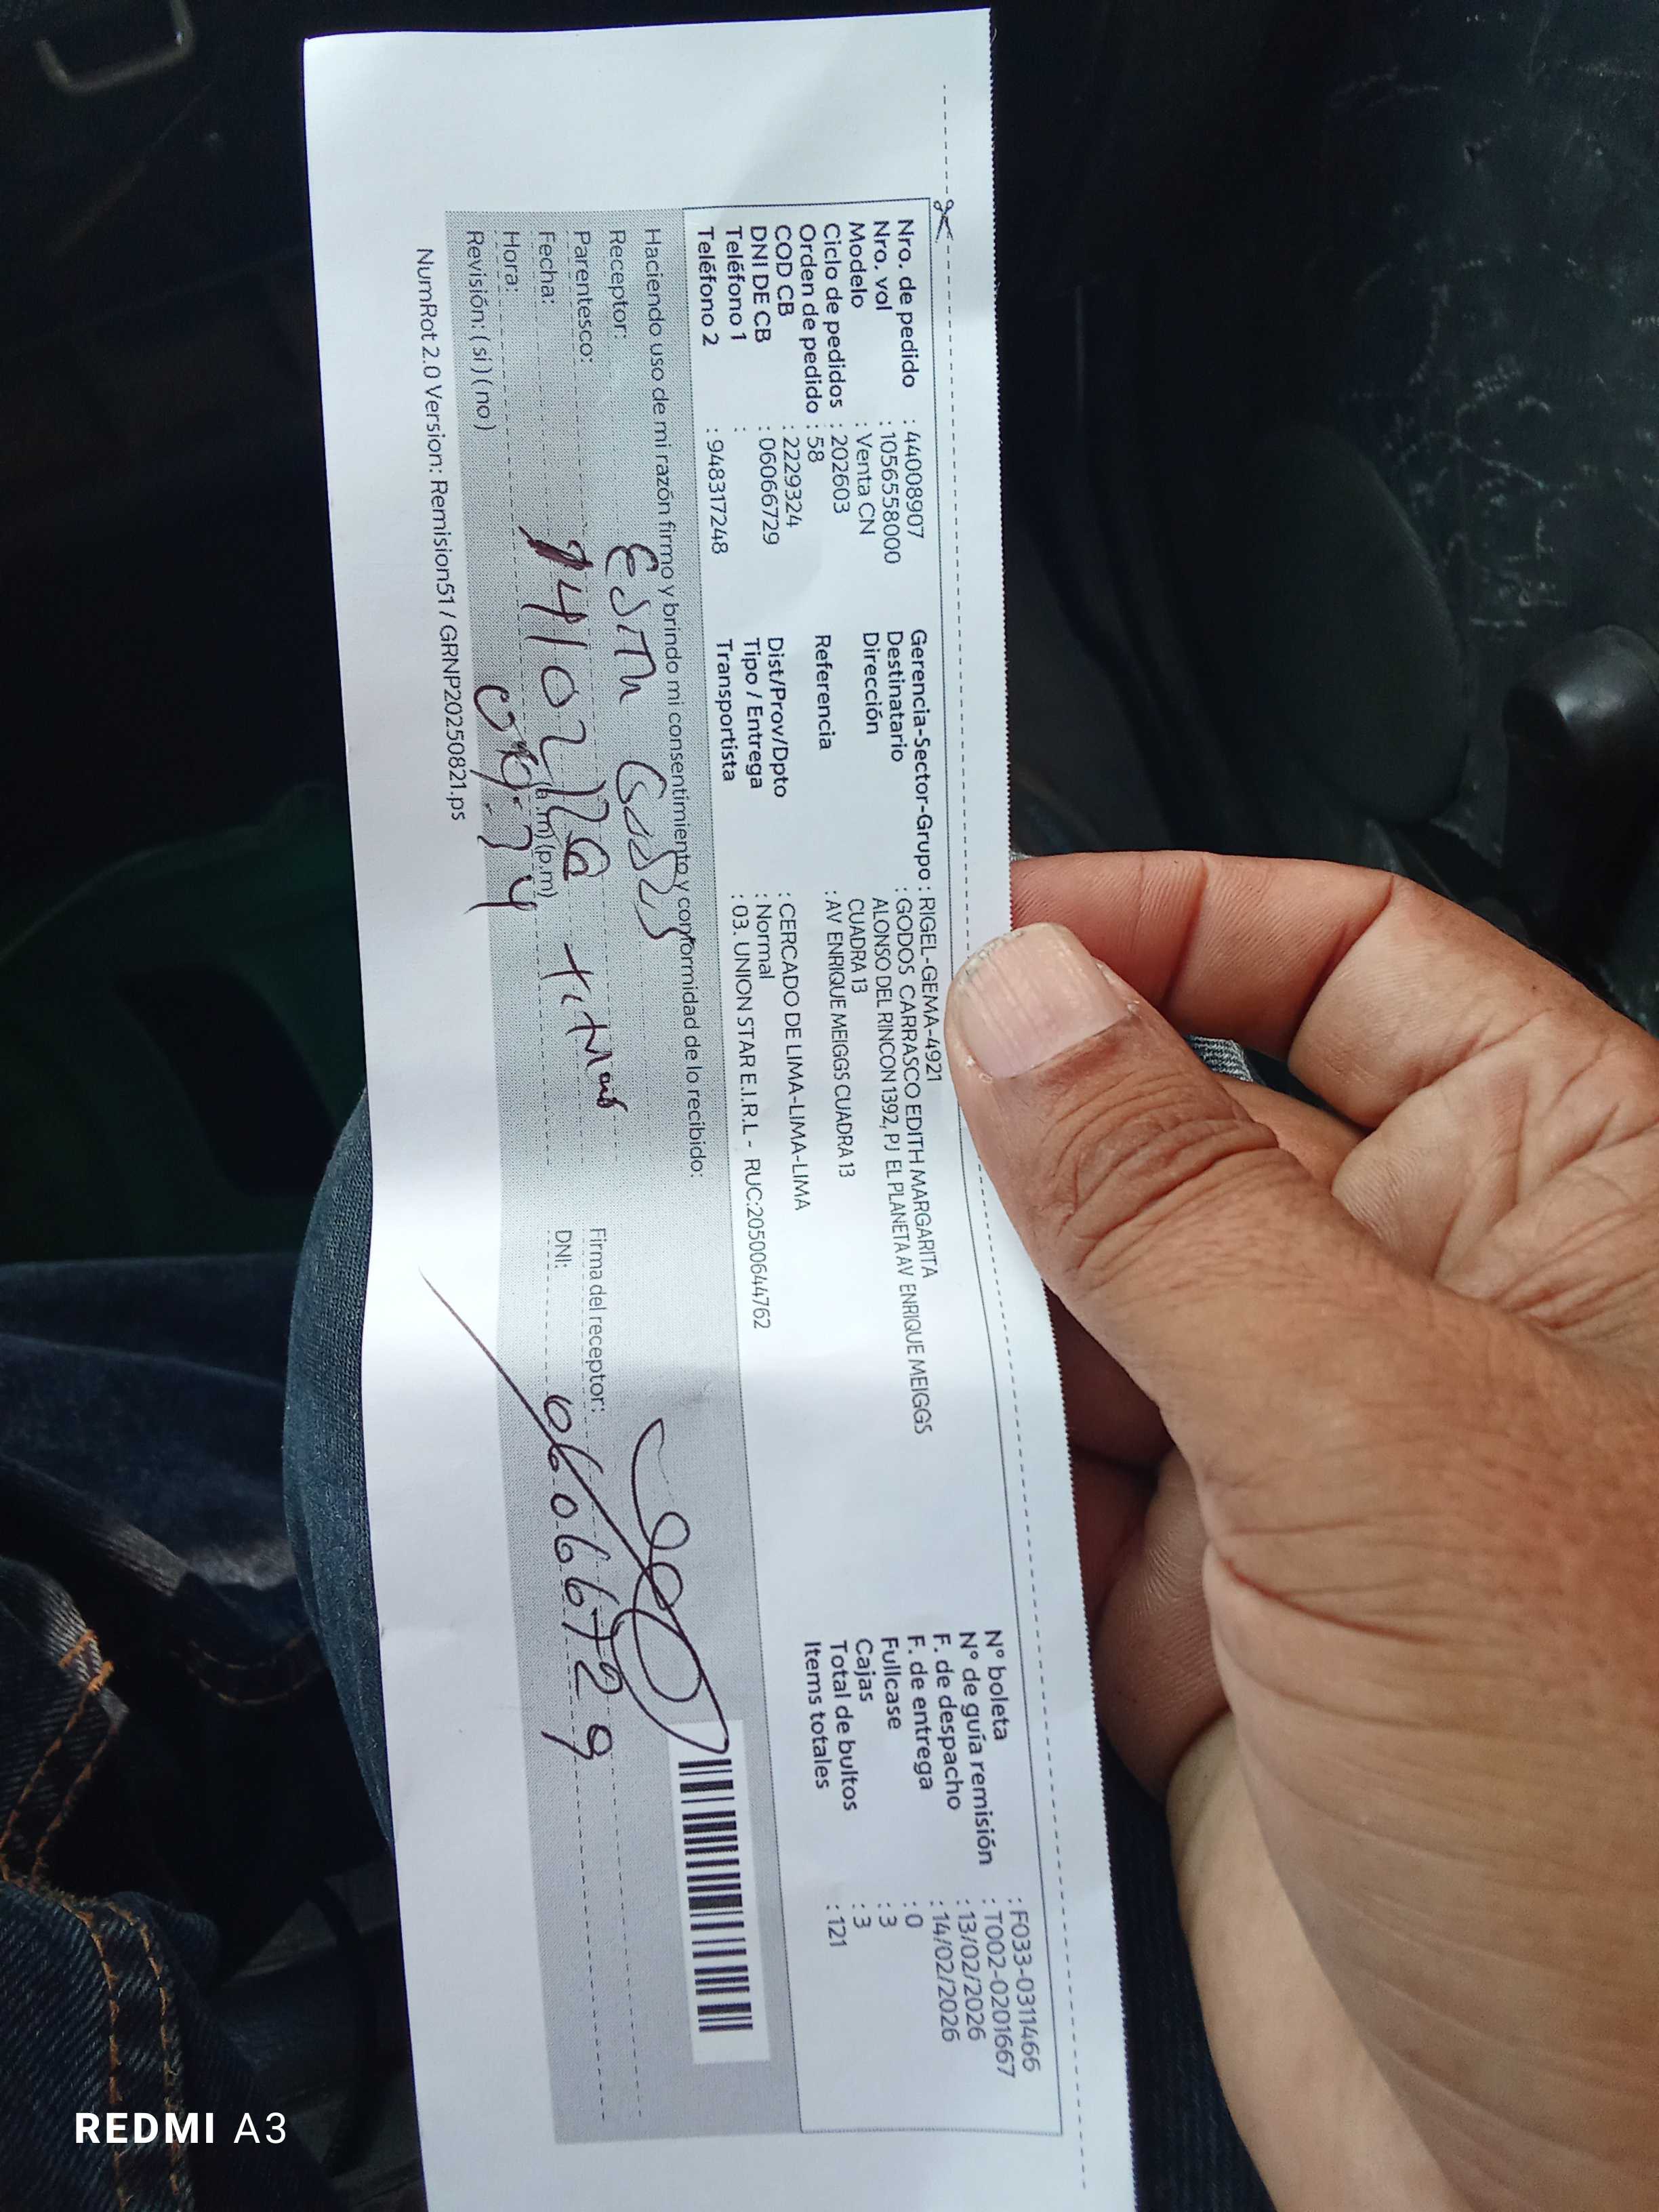 Nro. de pedido : 44008907
Nro. vol : 1056558000
Modelo : Venta CN
Ciclo de pedidos : 202603
Orden de pedido : 58
COD CB : 2229324
DNI DE CB : 06066729
Teléfono 1 :
Teléfono 2 : 948317248
Gerencia-Sector-Grupo : RIGEL-GEMA-4921
Destinatario : GODOS CARRASCO EDITH MARGARITA
Dirección ALONSO DEL RINCON 1392, PJ EL PLANETA AV ENRIQUE MEIGGS
CUADRA 13
Referencia : AV ENRIQUE MEIGGS CUADRA 13
Dist/Prov/Dpto : CERCADO DE LIMA-LIMA-LIMA
Tipo / Entrega : Normal
Transportista : 03. UNION STAR E.I.R.L - RUC:20500644762
N° boleta : F033-0311466
N° de guía remisión : T002-0201667
F. de despacho : 13/02/2026
F. de entrega : 14/02/2026
Fullcase : 0
Cajas : 3
Total de bultos : 3
Items totales : 121
Haciendo uso de mi razón firmo y brindo mi consentimiento y conformidad de lo recibido:
Receptor:
Parentesco:
Fecha: 14/02/26
Hora: (a.m) (p.m)
Revisión: ( si ) ( no )
Firma del receptor:
DNI: 06066729
NumRot 2.0 Version: Remision51 / GRNP20250821.ps
REDMI A3